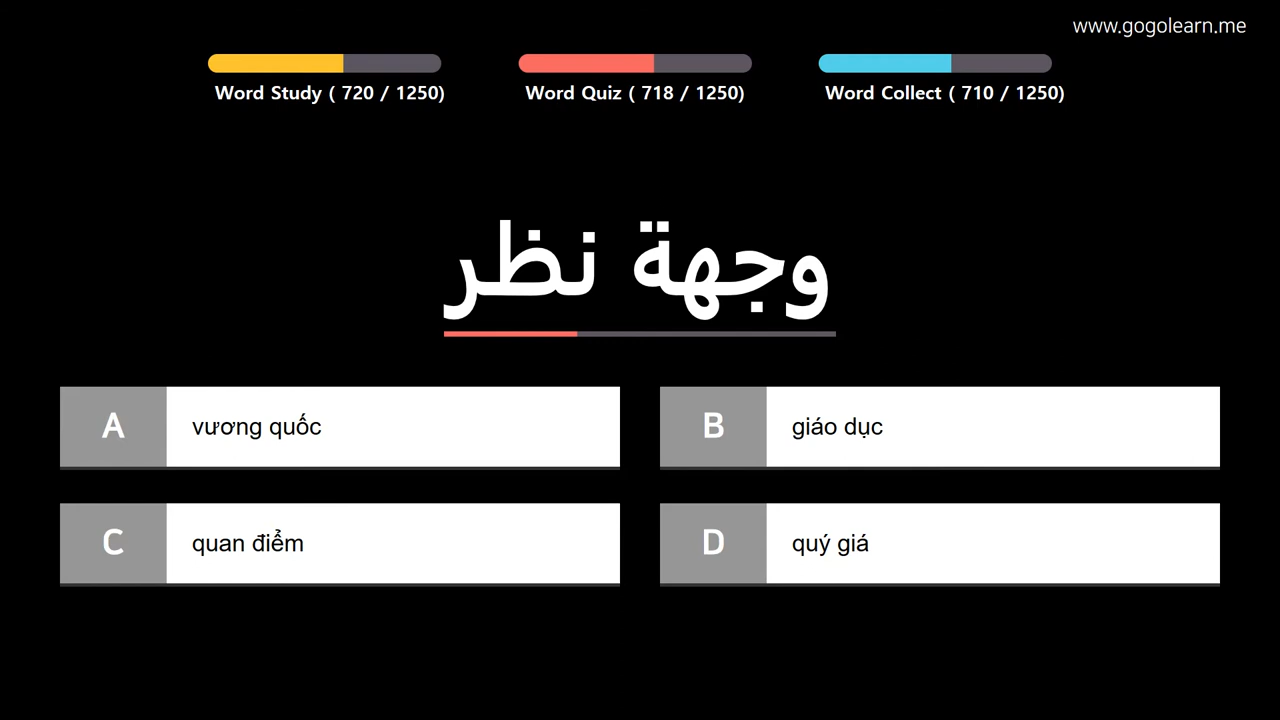 www.gogolearn.me
Word Study ( 720 / 1250)
Word Quiz ( 718 / 1250)
Word Collect ( 710 / 1250)
وجهة نظر
A
vương quốc
B
giáo dục
C
quan điểm
D
quý giá